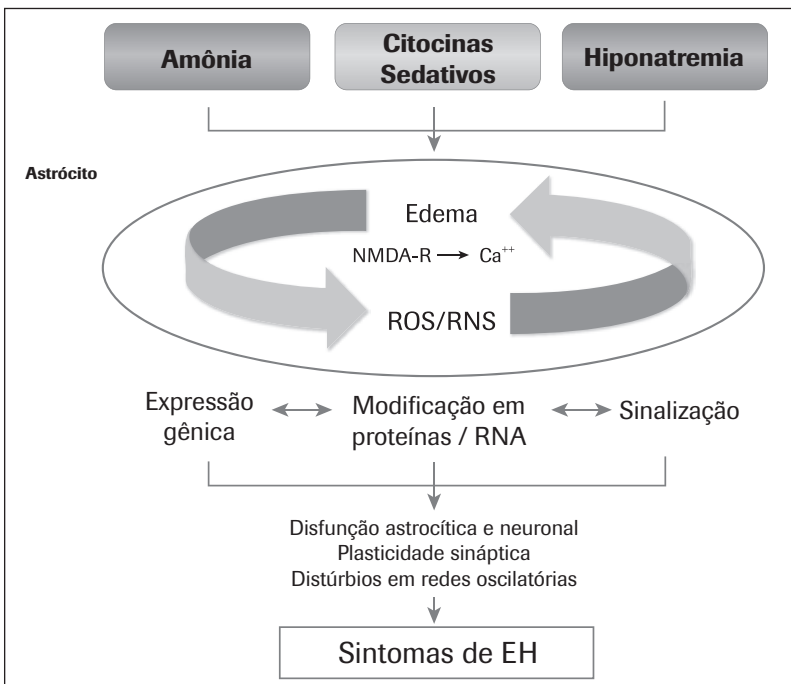 Amônia
Citocinas
Sedativos
Hiponatremia
Astrócito
Edema
NMDA-R → Ca⁺⁺
ROS/RNS
Expressão
gênica
Modificação em
proteínas / RNA
Sinalização
Disfunção astrocítica e neuronal
Plasticidade sináptica
Distúrbios em redes oscilatórias
Sintomas de EH